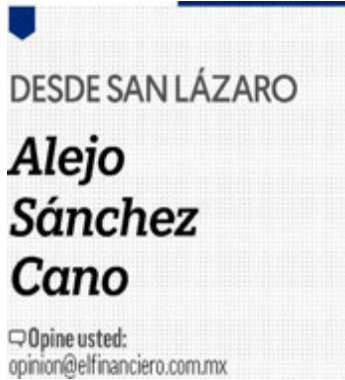 DESDE SAN LÁZARO
Alejo
Sánchez
Cano
Opine usted:
opinion@elfinanciero.com.mx